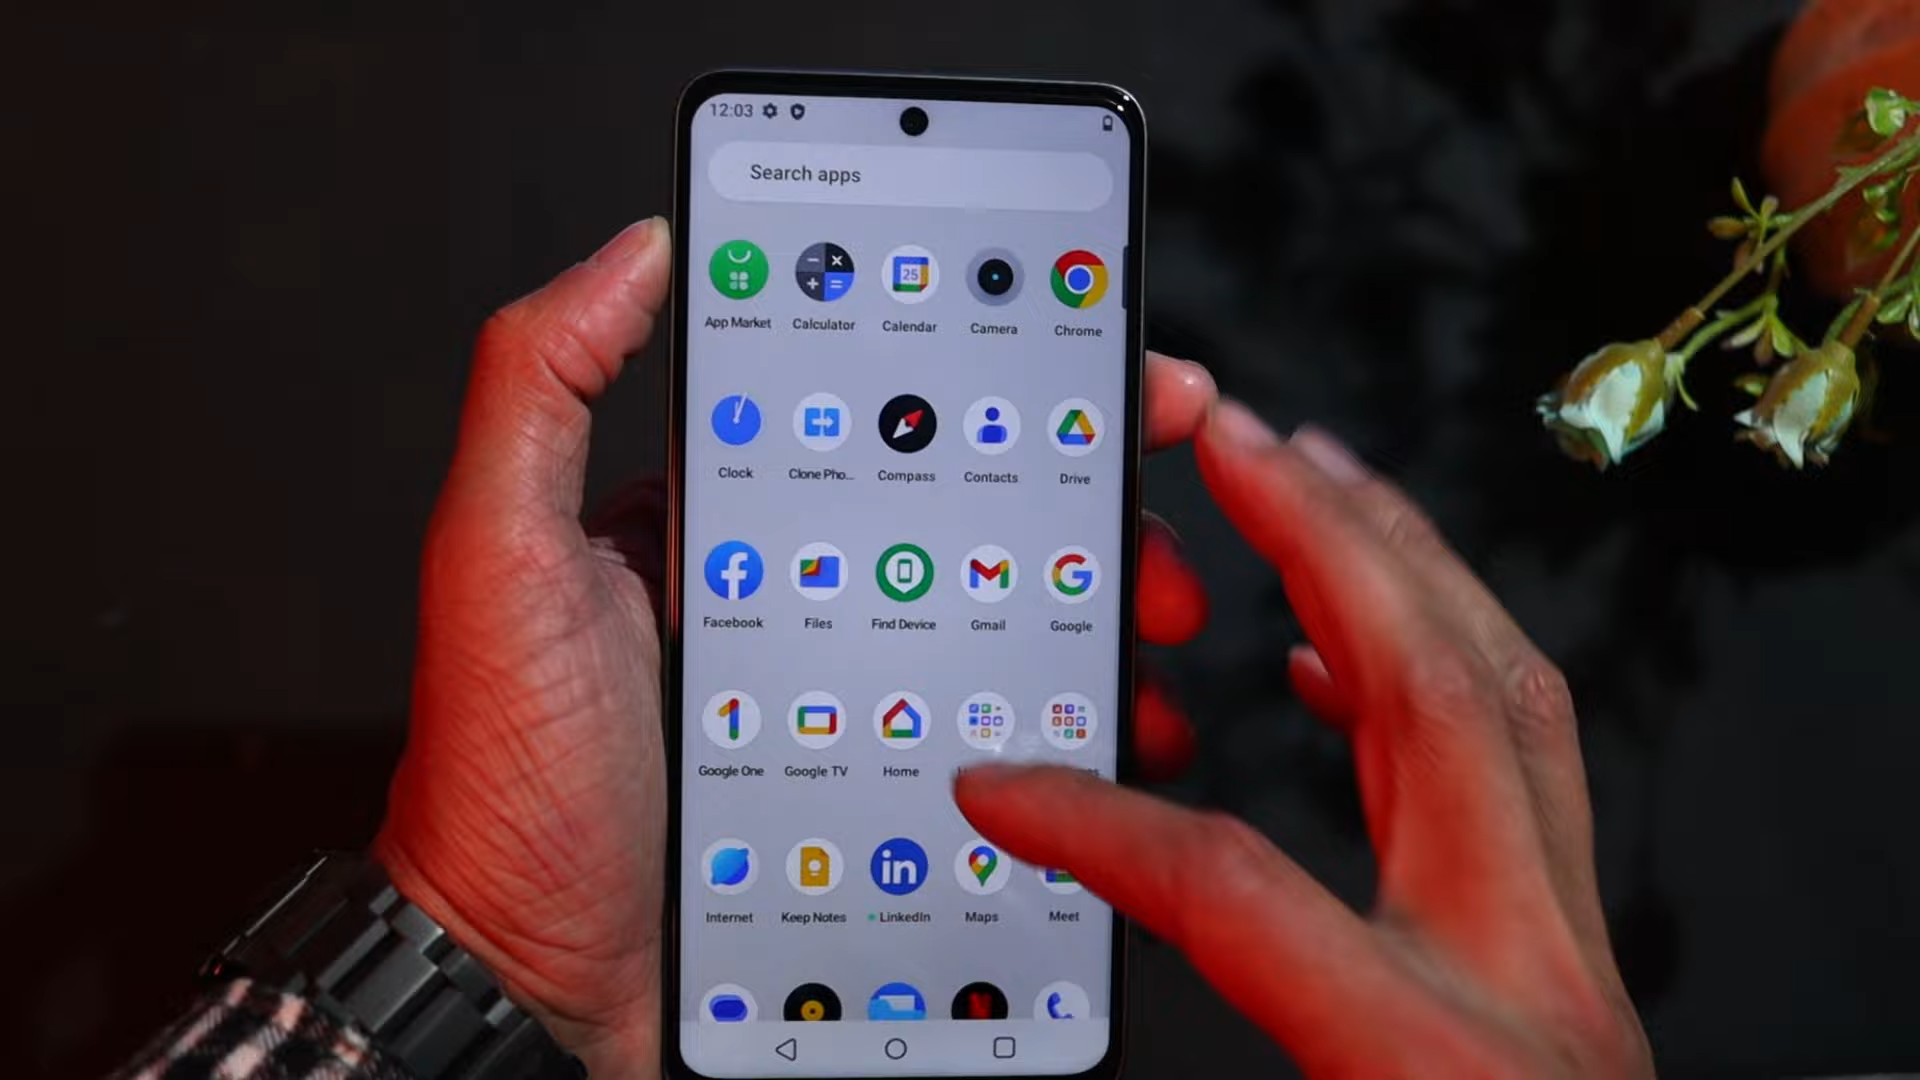 12:03
Search apps
25
App Market Calculator Calendar Camera Chrome
Clock Clone Pho... Compass Contacts Drive
Facebook Files Find Device Gmail Google
Google One Google TV Home
in
Internet Keep Notes LinkedIn Maps Meet